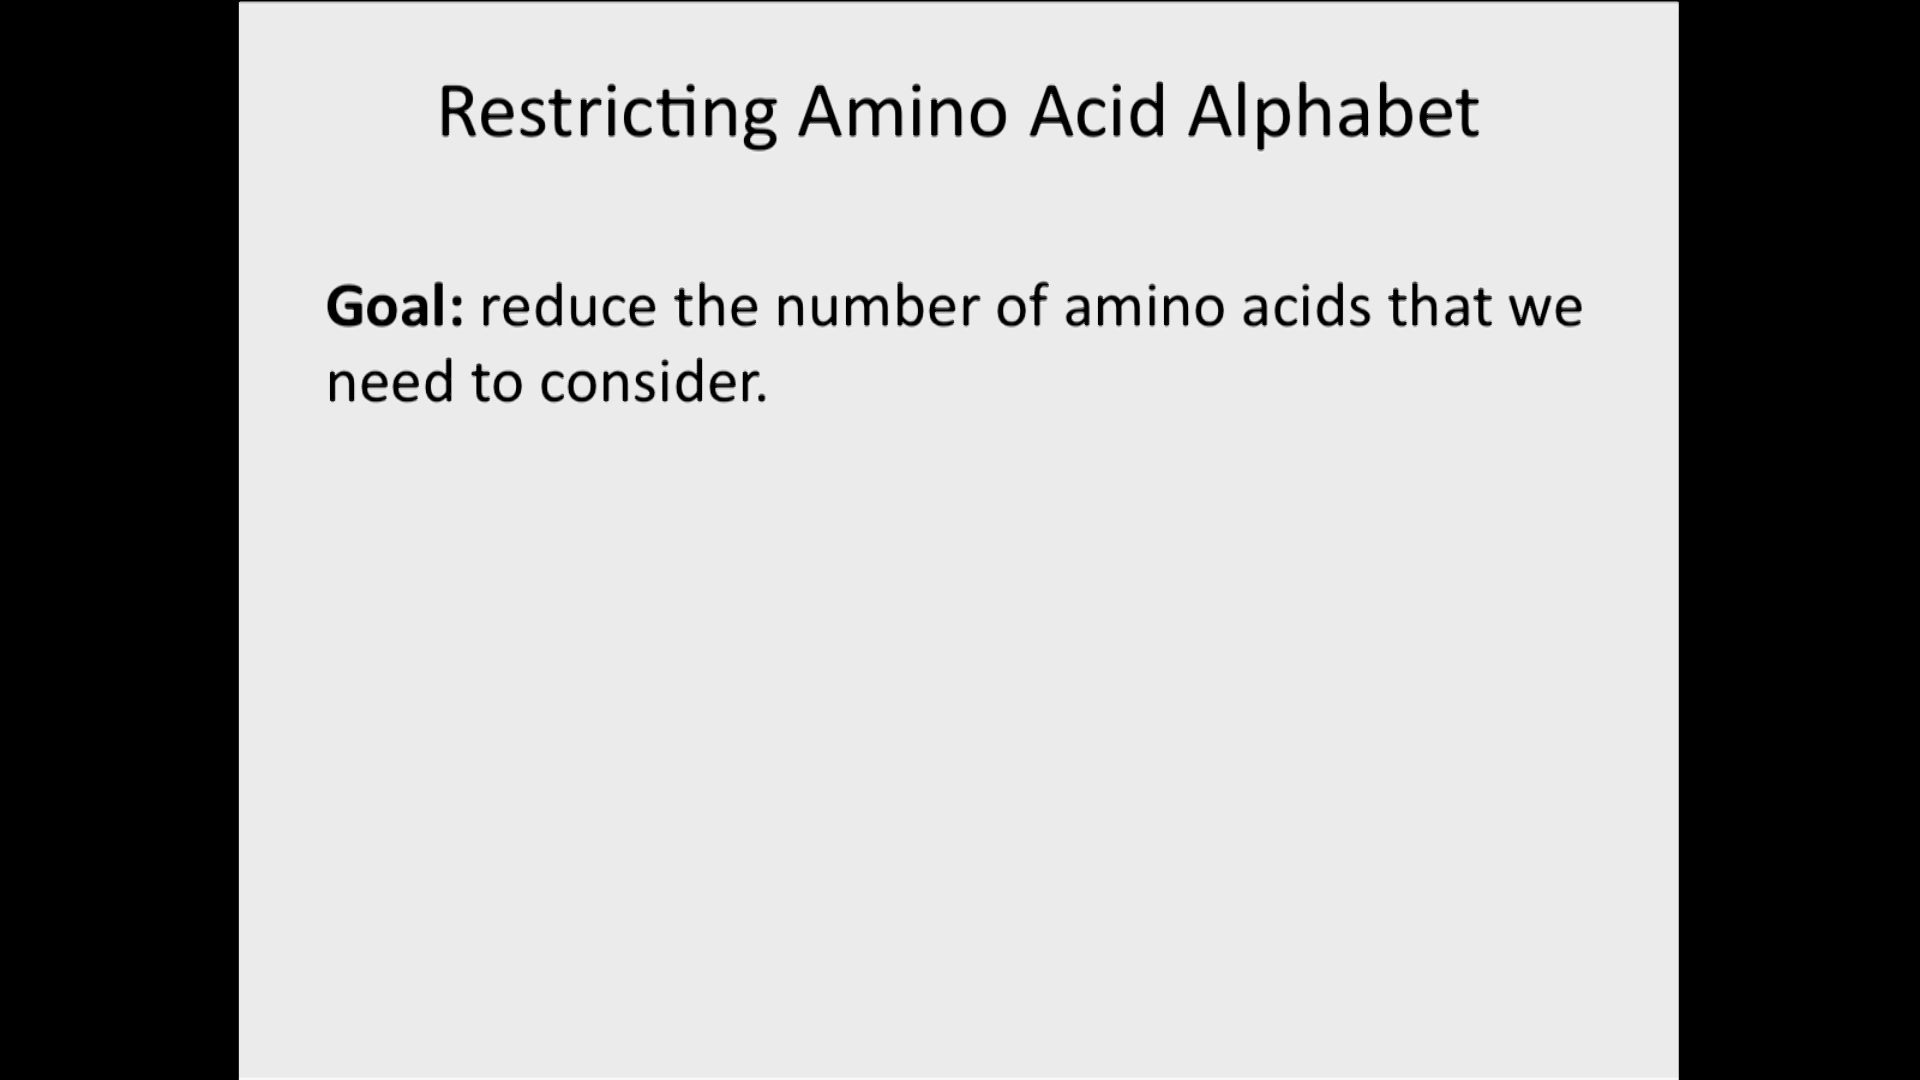 Restricting Amino Acid Alphabet
Goal: reduce the number of amino acids that we
need to consider.